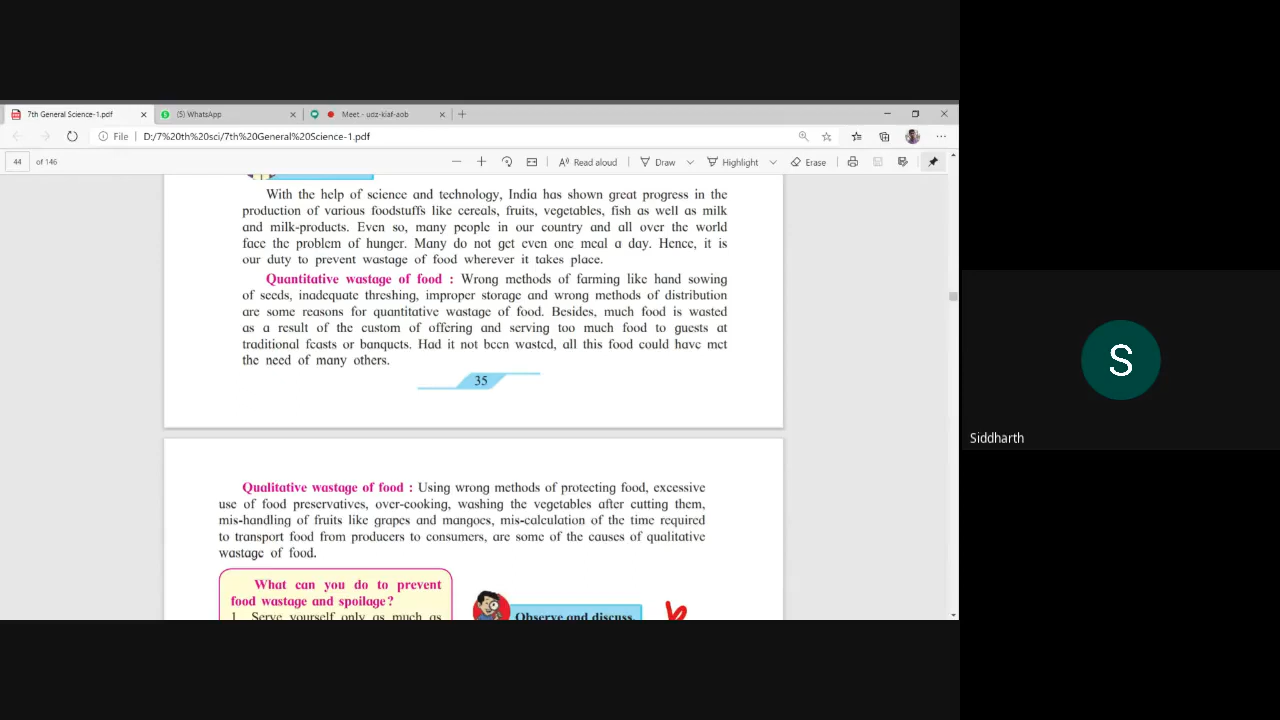 7th General Science-1.pdf
(5) WhatsApp
Meet - udz-kiaf-aob
File D:/7%20th%20sci/7th%20General%20Science-1.pdf
44 of 146
Read aloud
Draw
Highlight
Erase
With the help of science and technology, India has shown great progress in the
production of various foodstuffs like cereals, fruits, vegetables, fish as well as milk
and milk-products. Even so, many people in our country and all over the world
face the problem of hunger. Many do not get even one meal a day. Hence, it is
our duty to prevent wastage of food wherever it takes place.
Quantitative wastage of food : Wrong methods of farming like hand sowing
of seeds, inadequate threshing, improper storage and wrong methods of distribution
are some reasons for quantitative wastage of food. Besides, much food is wasted
as a result of the custom of offering and serving too much food to guests at
traditional feasts or banquets. Had it not been wasted, all this food could have met
the need of many others.
35
Qualitative wastage of food : Using wrong methods of protecting food, excessive
use of food preservatives, over-cooking, washing the vegetables after cutting them,
mis-handling of fruits like grapes and mangoes, mis-calculation of the time required
to transport food from producers to consumers, are some of the causes of qualitative
wastage of food.
What can you do to prevent
food wastage and spoilage?
1. Serve yourself only as much as
Observe and discuss.
S
Siddharth